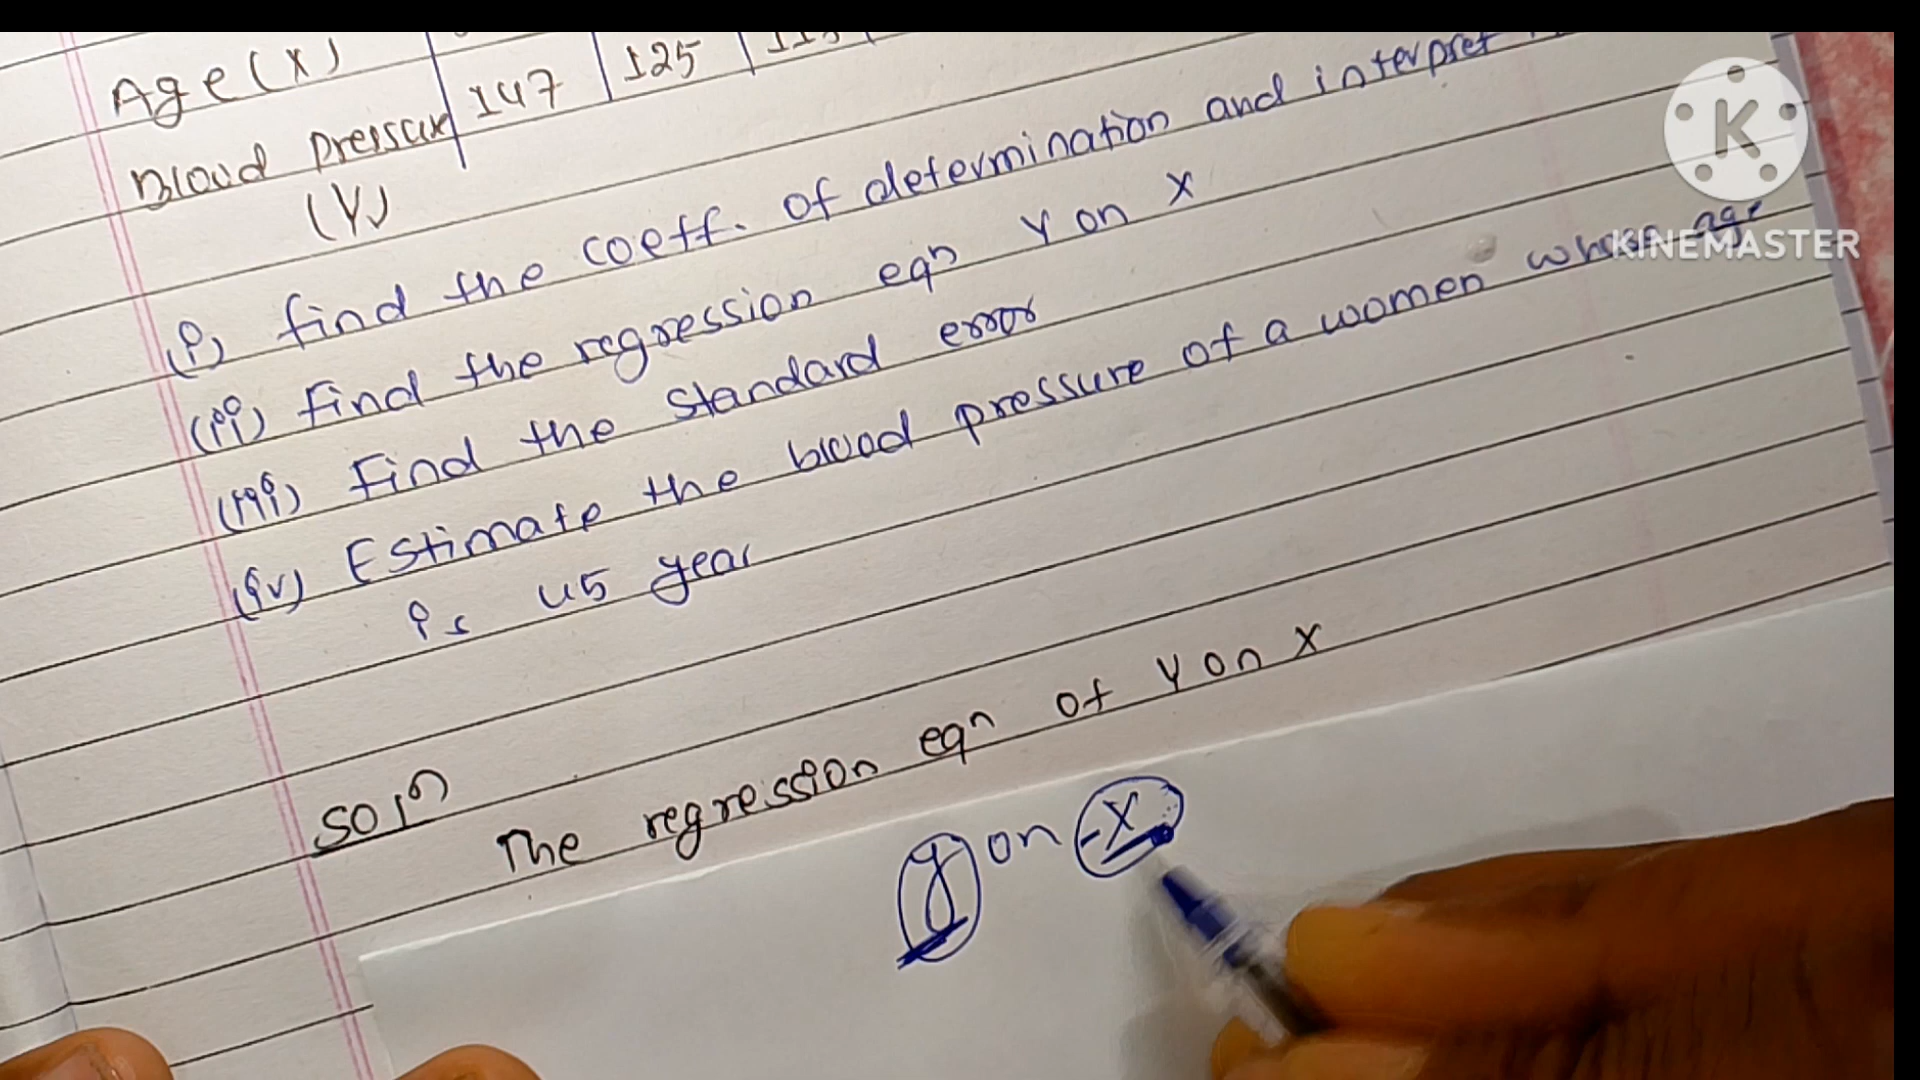 Age (X)
Blood pressure 147 125
(Y)
(i) find the coeff. of determination and interpret
(ii) find the regression eqn Y on X
(iii) Find the standard error
(iv) Estimate the blood pressure of a women whose age
is 45 year
Soln
The regression eqn of Y on X
y on x
K
KINEMASTER